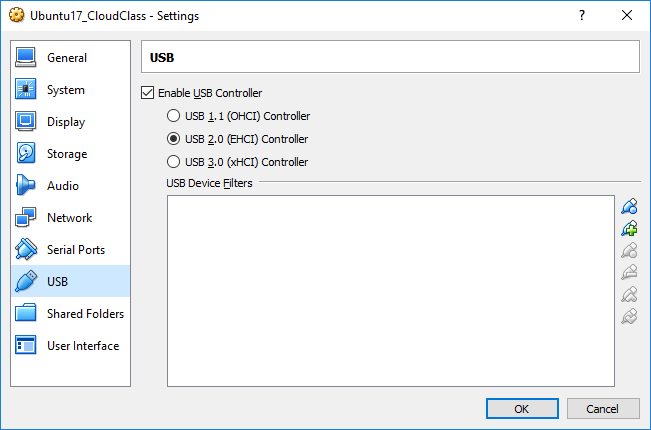 Ubuntu17_CloudClass - Settings
?
General
System
Display
Storage
Audio
Network
Serial Ports
USB
Shared Folders
User Interface
USB
Enable USB Controller
USB 1.1 (OHCI) Controller
USB 2.0 (EHCI) Controller
USB 3.0 (xHCI) Controller
USB Device Filters
OK
Cancel